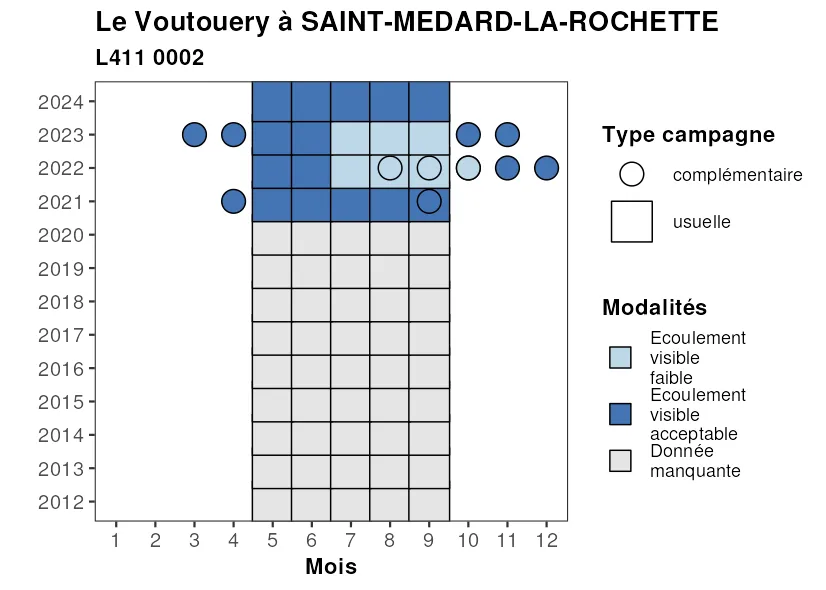 Le Voutouery à SAINT-MEDARD-LA-ROCHETTE
L411 0002
2024
2023
2022
2021
2020
2019
2018
2017
2016
2015
2014
2013
2012
1 2 3 4 5 6 7 8 9 10 11 12
Mois
Type campagne
complémentaire
usuelle
Modalités
Ecoulement
visible
faible
Ecoulement
visible
acceptable
Donnée
manquante